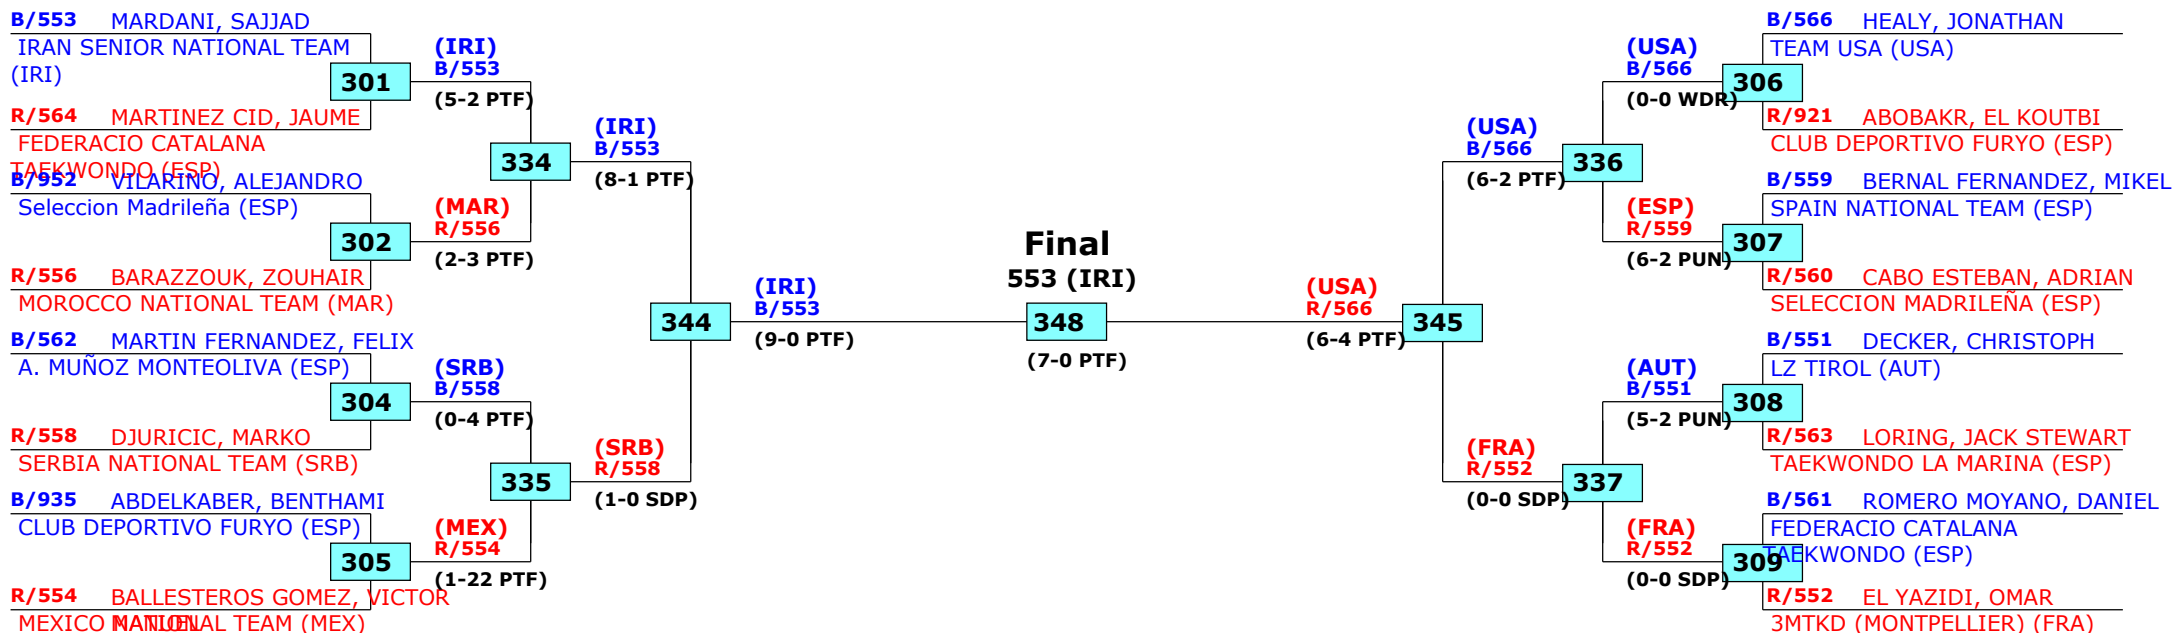 B/553 MARDANI, SAJJAD
IRAN SENIOR NATIONAL TEAM
(IRI)
301
R/564 MARTINEZ CID, JAUME
FEDERACIO CATALANA
TAEKWONDO (ESP)
B/952 VILARIÑO, ALEJANDRO
Seleccion Madrileña (ESP)
302
R/556 BARAZZOUK, ZOUHAIR
MOROCCO NATIONAL TEAM (MAR)
B/562 MARTIN FERNANDEZ, FELIX
A. MUÑOZ MONTEOLIVA (ESP)
304
R/558 DJURICIC, MARKO
SERBIA NATIONAL TEAM (SRB)
B/935 ABDELKABER, BENTHAMI
CLUB DEPORTIVO FURYO (ESP)
305
R/554 BALLESTEROS GOMEZ, VICTOR
MANUEL
MEXICO NATIONAL TEAM (MEX)
(IRI)
B/553
(5-2 PTF)
334
(MAR)
R/556
(2-3 PTF)
(SRB)
B/558
(0-4 PTF)
335
(MEX)
R/554
(1-22 PTF)
(IRI)
B/553
(8-1 PTF)
344
(SRB)
R/558
(1-0 SDP)
(IRI)
B/553
(9-0 PTF)
Final
553 (IRI)
348
(7-0 PTF)
(USA)
R/566
(6-4 PTF)
345
(USA)
B/566
(6-2 PTF)
336
(FRA)
R/552
(0-0 SDP)
337
(USA)
B/566
(0-0 WDR)
306
(ESP)
R/559
(6-2 PUN)
307
(AUT)
B/551
(5-2 PUN)
308
(FRA)
R/552
(0-0 SDP)
309
B/566 HEALY, JONATHAN
TEAM USA (USA)
R/921 ABOBAKR, EL KOUTBI
CLUB DEPORTIVO FURYO (ESP)
B/559 BERNAL FERNANDEZ, MIKEL
SPAIN NATIONAL TEAM (ESP)
R/560 CABO ESTEBAN, ADRIAN
SELECCION MADRILEÑA (ESP)
B/551 DECKER, CHRISTOPH
LZ TIROL (AUT)
R/563 LORING, JACK STEWART
TAEKWONDO LA MARINA (ESP)
B/561 ROMERO MOYANO, DANIEL
FEDERACIO CATALANA
TAEKWONDO (ESP)
R/552 EL YAZIDI, OMAR
3MTKD (MONTPELLIER) (FRA)